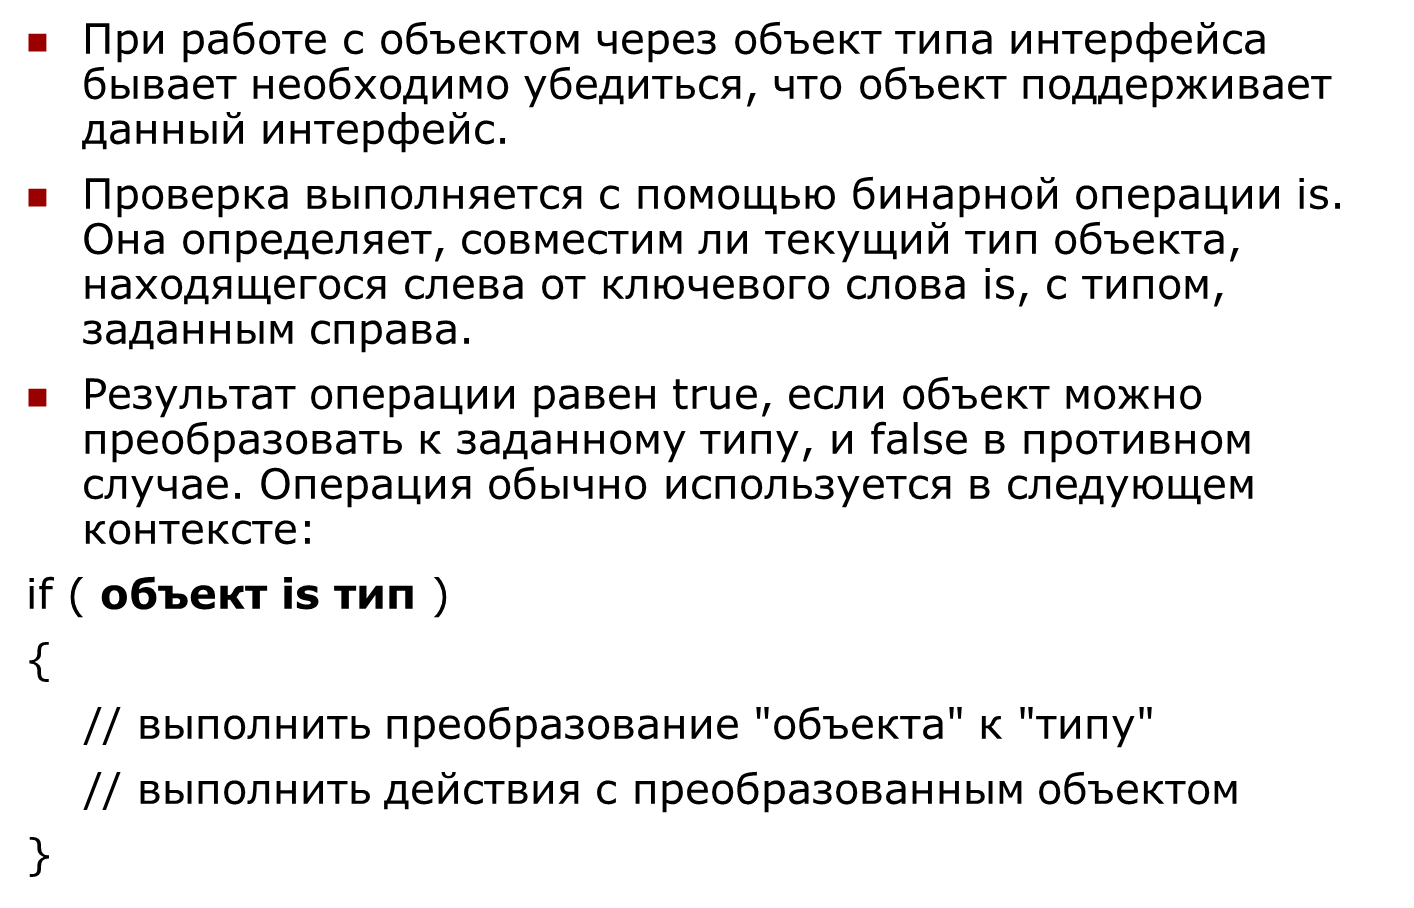 При работе с объектом через объект типа интерфейса
бывает необходимо убедиться, что объект поддерживает
данный интерфейс.
Проверка выполняется с помощью бинарной операции is.
Она определяет, совместим ли текущий тип объекта,
находящегося слева от ключевого слова is, с типом,
заданным справа.
Результат операции равен true, если объект можно
преобразовать к заданному типу, и false в противном
случае. Операция обычно используется в следующем
контексте:
if ( объект is тип )
{
// выполнить преобразование "объекта" к "типу"
// выполнить действия с преобразованным объектом
}